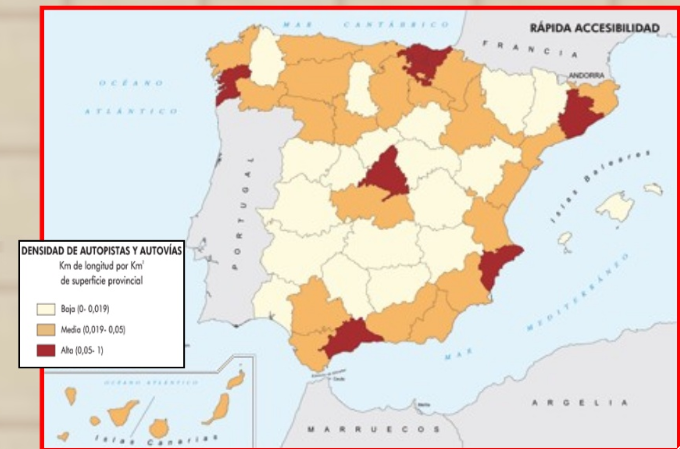 MAR CANTÁBRICO
RÁPIDA ACCESIBILIDAD
FRANCIA
ANDORRA
OCÉANO
ATLÁNTICO
PORTUGAL
Islas Baleares
DENSIDAD DE AUTOPISTAS Y AUTOVÍAS
Km de longitud por Km²
de superficie provincial
Baja (0- 0,019)
Media (0,019- 0,05)
Alta (0,05- 1)
MAR MEDITERRÁNEO
OCÉANO ATLÁNTICO
Islas Canarias
Ceuta
Melilla
MARRUECOS
ARGELIA